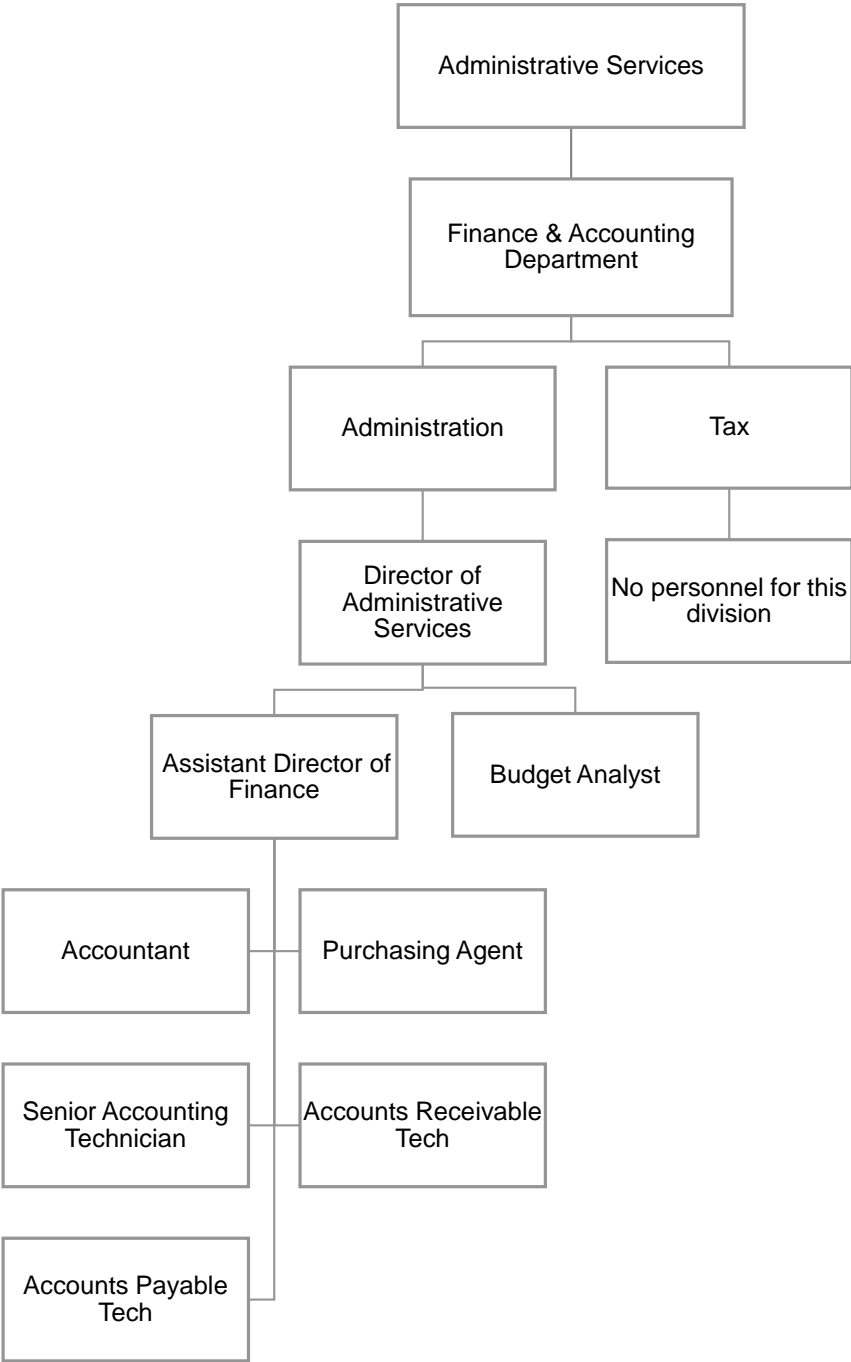 Administrative Services
Finance & Accounting
Department
Administration
Tax
Director of
Administrative
Services
No personnel for this
division
Assistant Director of
Finance
Budget Analyst
Accountant
Purchasing Agent
Senior Accounting
Technician
Accounts Receivable
Tech
Accounts Payable
Tech